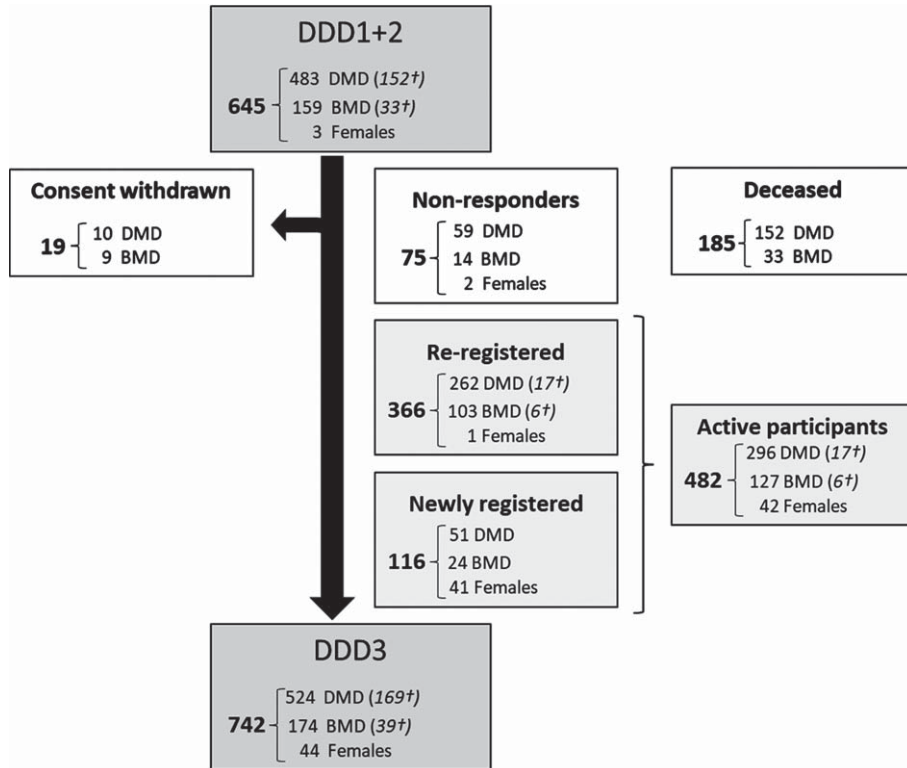 DDD1+2
645
483 DMD (152†)
159 BMD (33†)
3 Females
Consent withdrawn
19
10 DMD
9 BMD
Non-responders
75
59 DMD
14 BMD
2 Females
Deceased
185
152 DMD
33 BMD
Re-registered
366
262 DMD (17†)
103 BMD (6†)
1 Females
Newly registered
116
51 DMD
24 BMD
41 Females
Active participants
482
296 DMD (17†)
127 BMD (6†)
42 Females
DDD3
742
524 DMD (169†)
174 BMD (39†)
44 Females